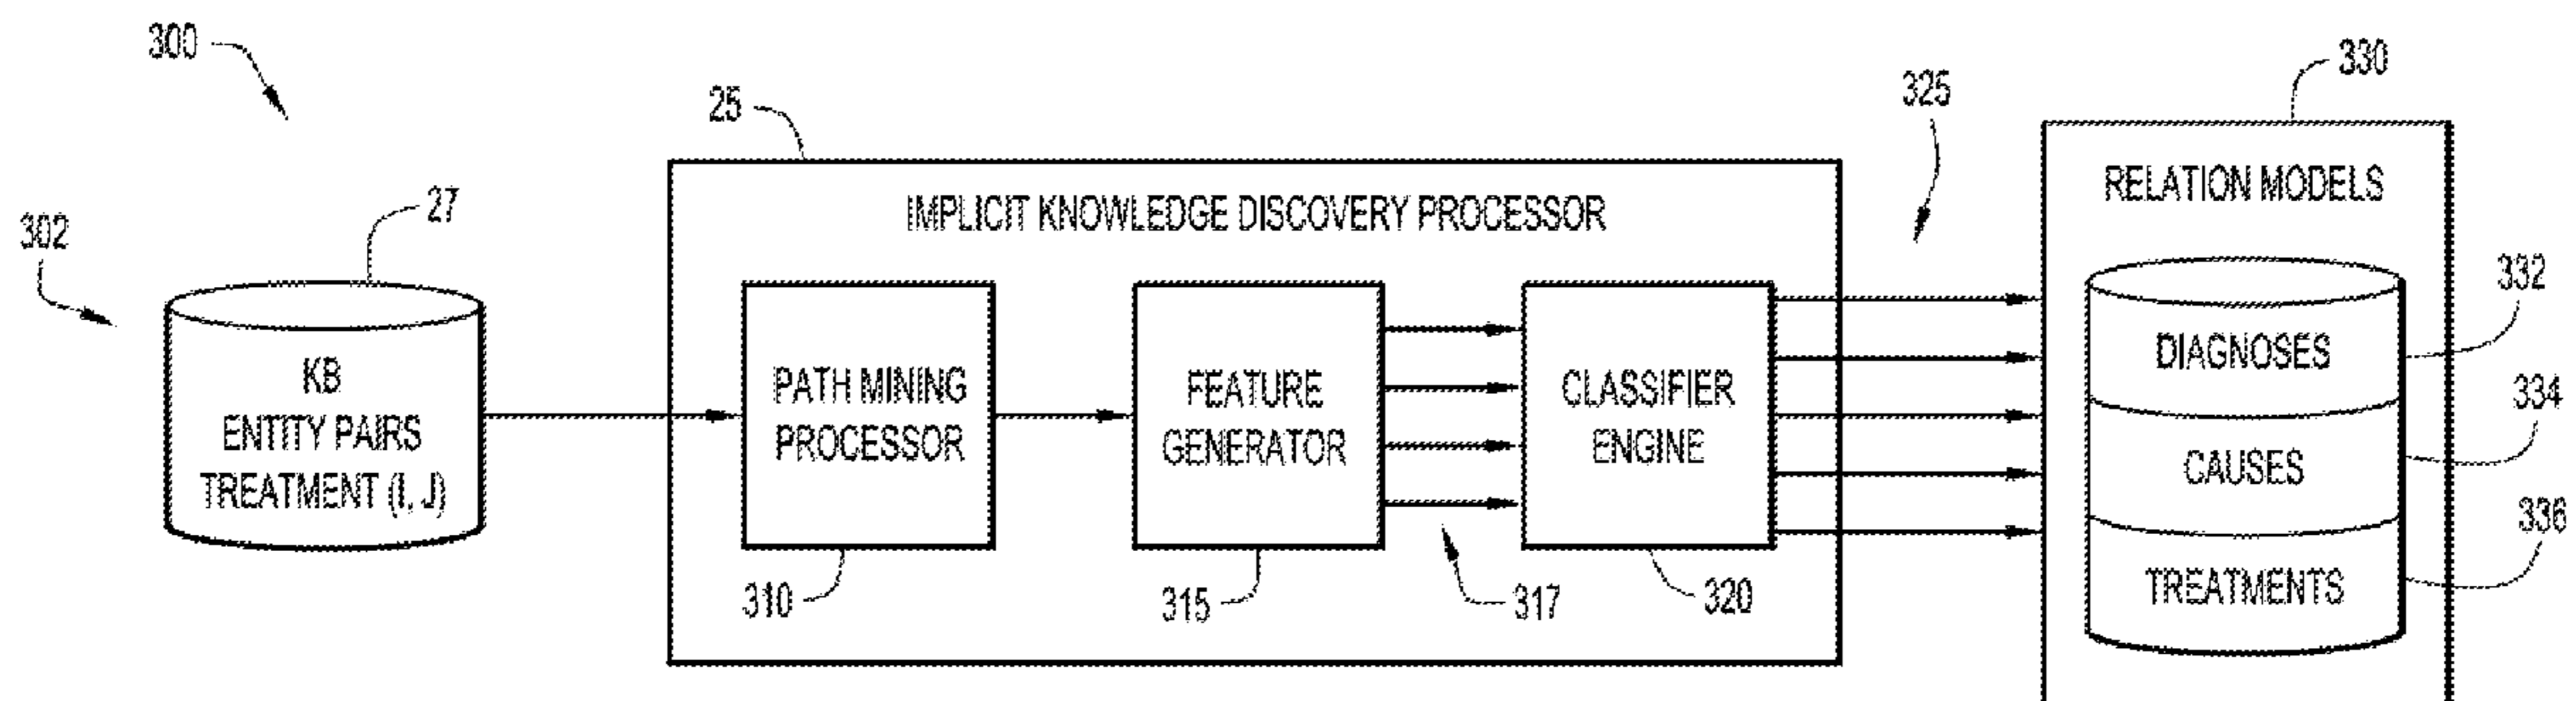 300
302
27
KB
ENTITY PAIRS
TREATMENT (I, J)
25
IMPLICIT KNOWLEDGE DISCOVERY PROCESSOR
PATH MINING
PROCESSOR
310
FEATURE
GENERATOR
315
317
CLASSIFIER
ENGINE
320
325
330
RELATION MODELS
DIAGNOSES
332
CAUSES
334
TREATMENTS
336